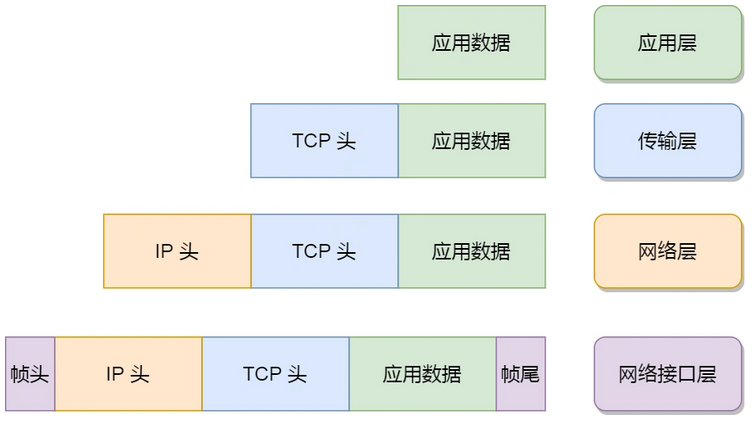 应用数据 应用层
TCP 头 应用数据 传输层
IP 头 TCP 头 应用数据 网络层
帧头 IP 头 TCP 头 应用数据 帧尾 网络接口层